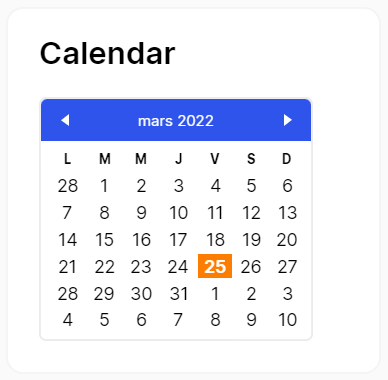 Calendar
mars 2022
L M M J V S D
28 1 2 3 4 5 6
7 8 9 10 11 12 13
14 15 16 17 18 19 20
21 22 23 24 25 26 27
28 29 30 31 1 2 3
4 5 6 7 8 9 10